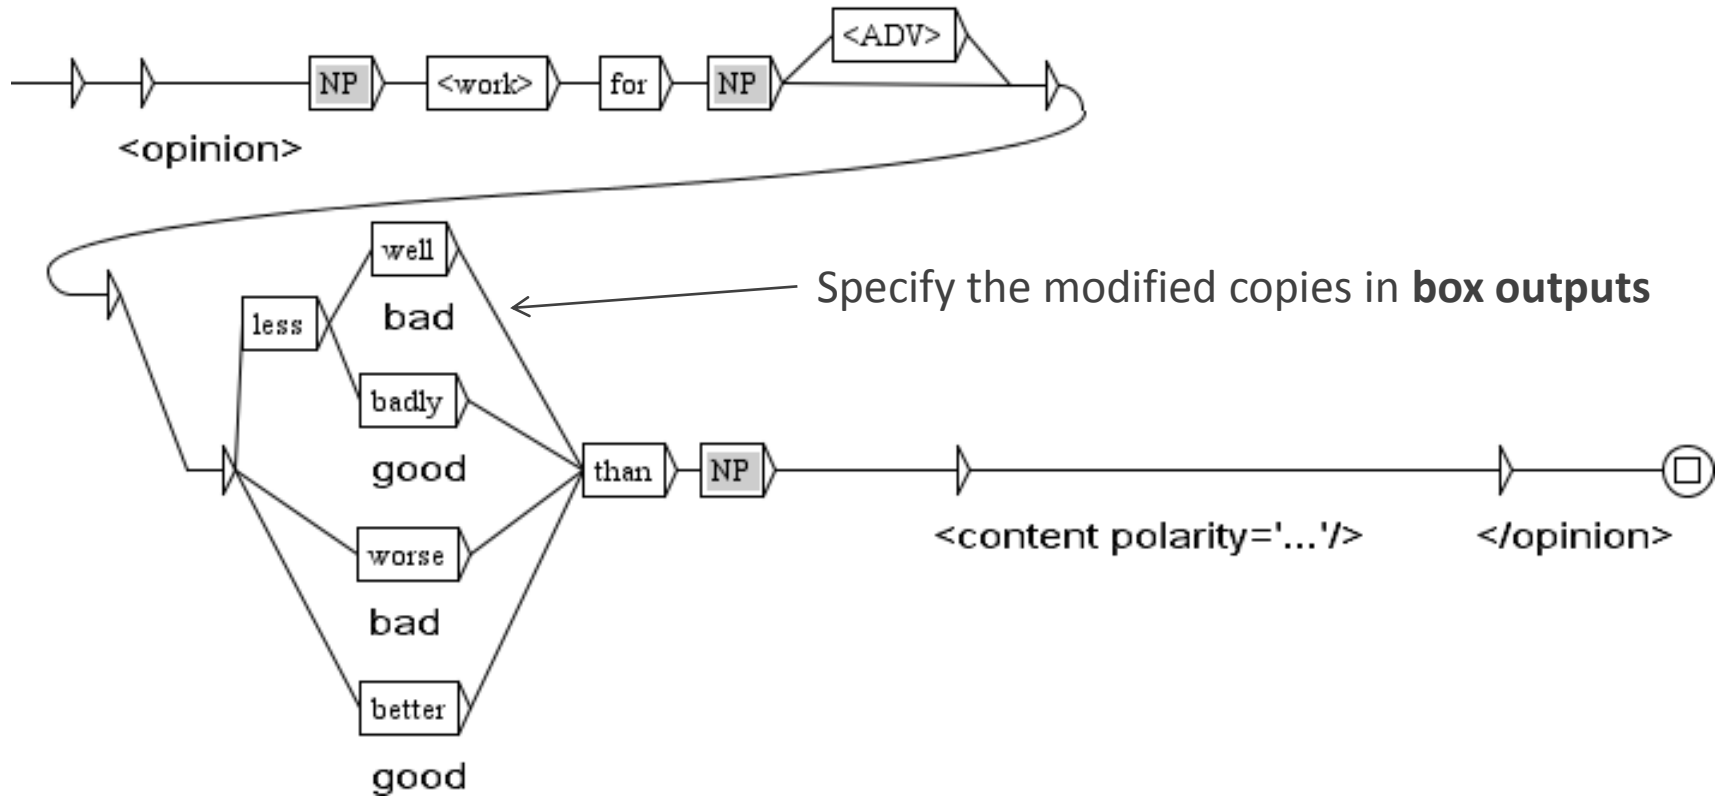 <ADV>
NP <work> for NP
<opinion>
well
Specify the modified copies in box outputs
bad
less
badly
good
than NP
<content polarity='...'/> </opinion>
worse
bad
better
good